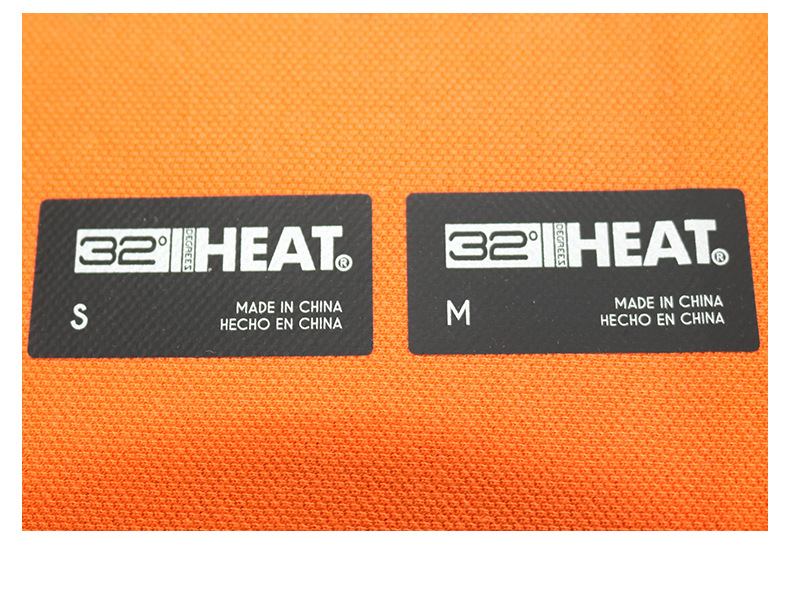 32° DEGREES HEAT®
S
MADE IN CHINA
HECHO EN CHINA
32° DEGREES HEAT®
M
MADE IN CHINA
HECHO EN CHINA